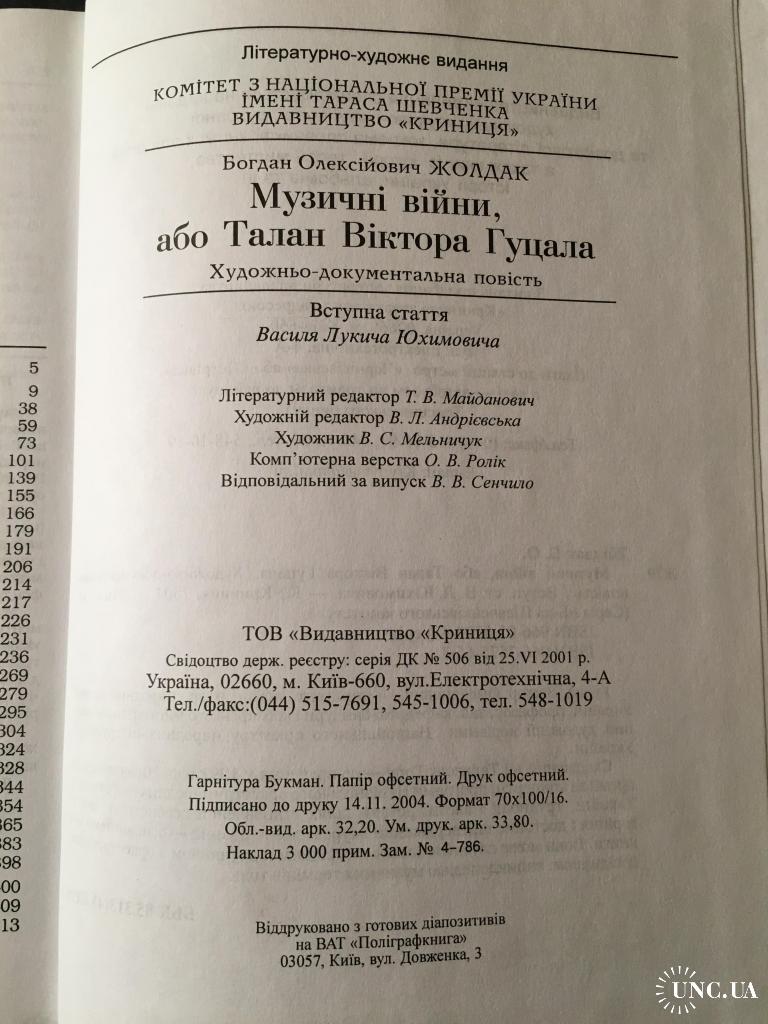 Літературно-художнє видання
КОМІТЕТ З НАЦІОНАЛЬНОЇ ПРЕМІЇ УКРАЇНИ
ІМЕНІ ТАРАСА ШЕВЧЕНКА
ВИДАВНИЦТВО «КРИНИЦЯ»
Богдан Олексійович ЖОЛДАК
Музичні війни,
або Талан Віктора Гуцала
Художньо-документальна повість
Вступна стаття
Василя Лукича Юхимовича
Літературний редактор Т. В. Майданович
Художній редактор В. Л. Андрієвська
Художник В. С. Мельничук
Комп'ютерна верстка О. В. Ролік
Відповідальний за випуск В. В. Сенчило
ТОВ «Видавництво «Криниця»
Свідоцтво держ. реєстру: серія ДК № 506 від 25.VI 2001 р.
Україна, 02660, м. Київ-660, вул.Електротехнічна, 4-А
Тел./факс:(044) 515-7691, 545-1006, тел. 548-1019
Гарнітура Букман. Папір офсетний. Друк офсетний.
Підписано до друку 14.11. 2004. Формат 70x100/16.
Обл.-вид. арк. 32,20. Ум. друк. арк. 33,80.
Наклад 3 000 прим. Зам. № 4-786.
Віддруковано з готових діапозитивів
на ВАТ «Поліграфкнига»
03057, Київ, вул. Довженка, 3
5
9
38
59
73
101
139
155
166
179
191
206
214
217
226
231
236
269
279
295
304
324
328
344
354
365
383
398
00
09
13
UNC.UA